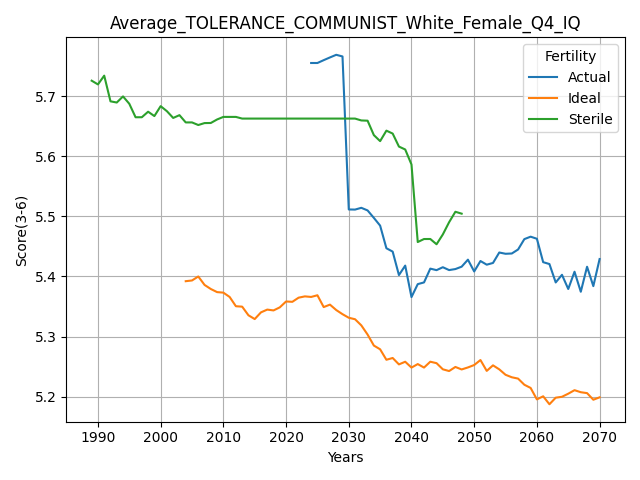 Average_TOLERANCE_COMMUNIST_White_Female_Q4_IQ
Fertility
Actual
Ideal
Sterile
Score(3-6)
5.7
5.6
5.5
5.4
5.3
5.2
1990 2000 2010 2020 2030 2040 2050 2060 2070
Years